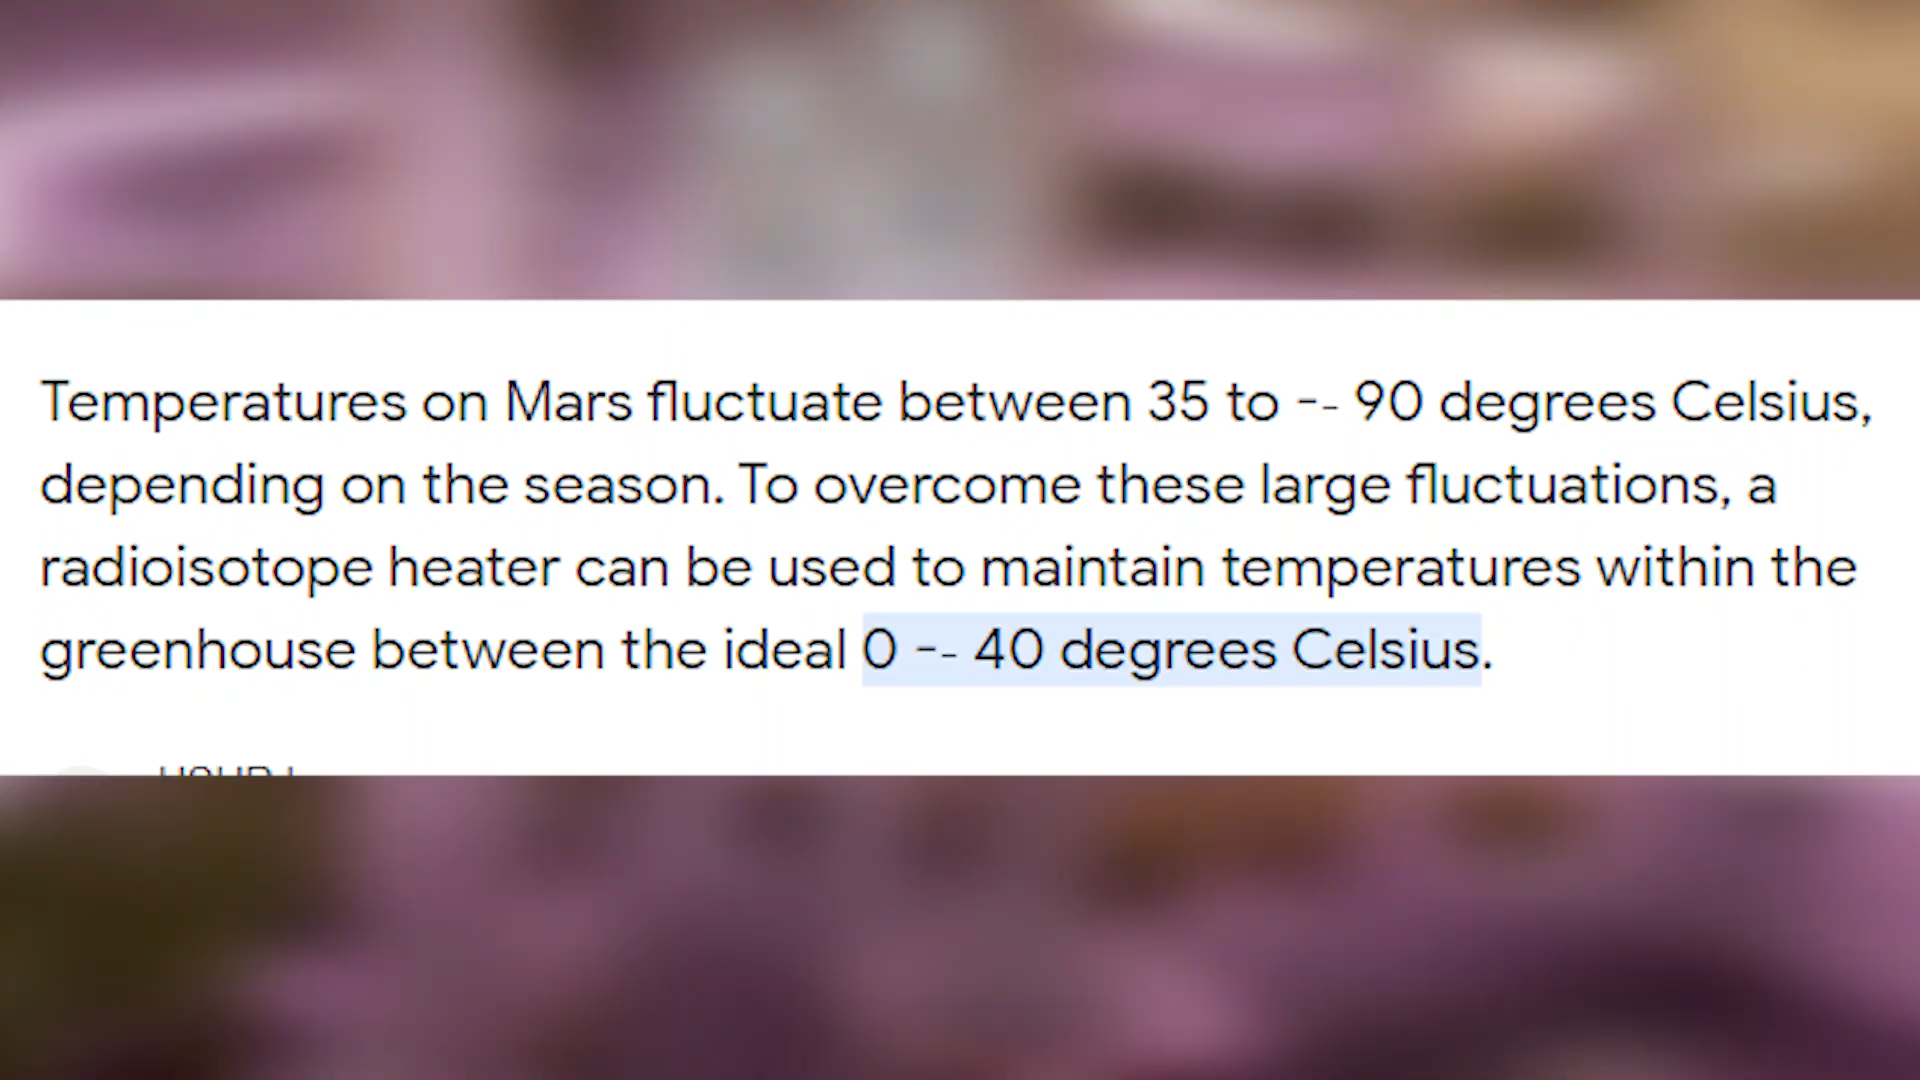 Temperatures on Mars fluctuate between 35 to -- 90 degrees Celsius,
depending on the season. To overcome these large fluctuations, a
radioisotope heater can be used to maintain temperatures within the
greenhouse between the ideal 0 -- 40 degrees Celsius.